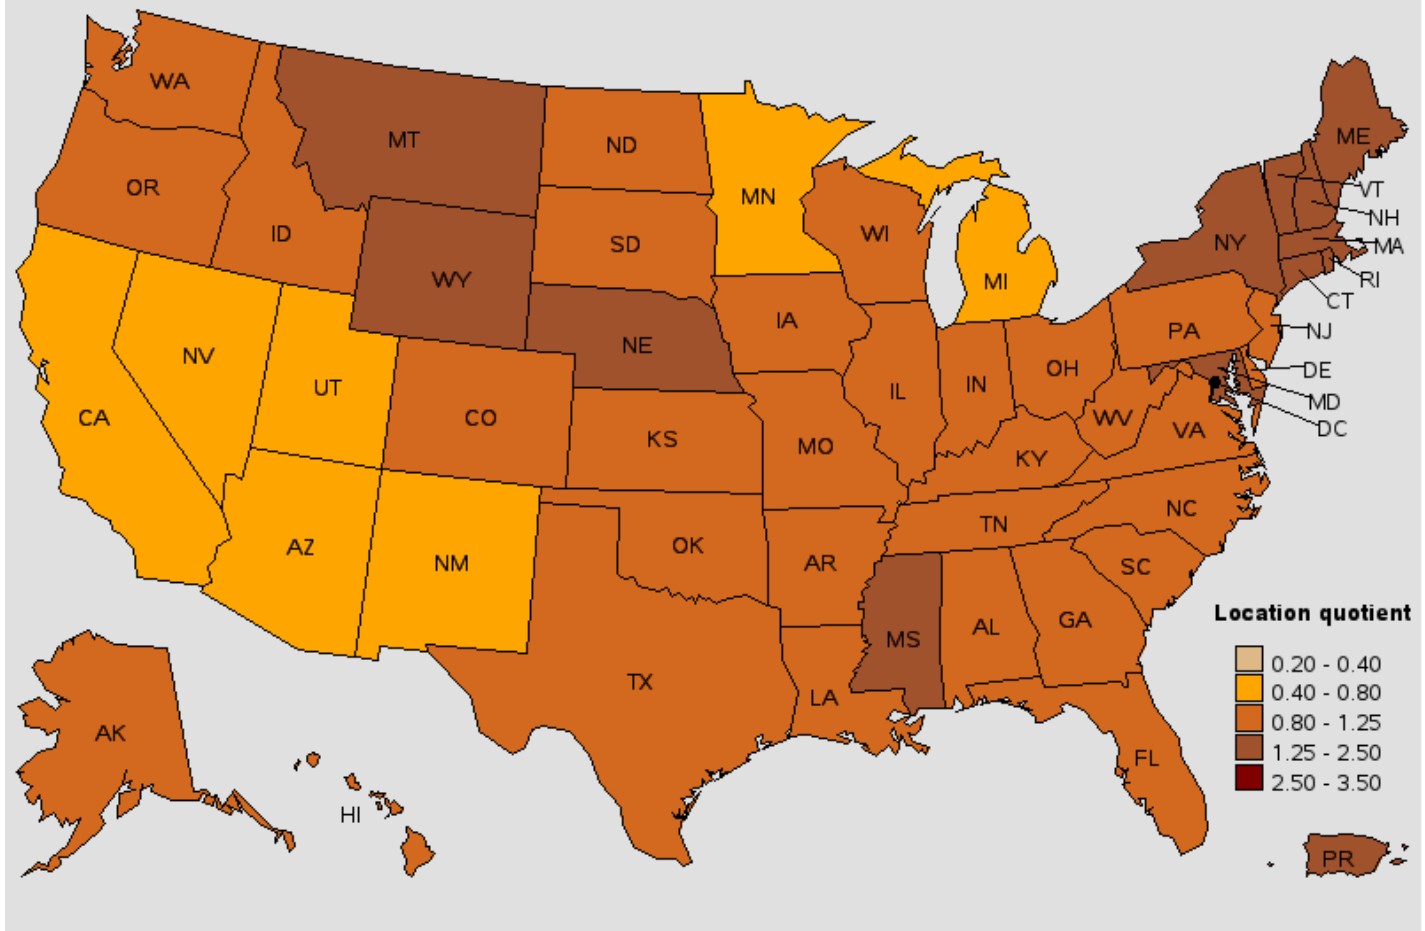 WA
MT
ND
ME
OR
MN
VT
ID
WI
NH
SD
NY
MA
WY
MI
RI
CT
IA
PA
NJ
NE
NV
OH
DE
UT
IN
IL
MD
CA
CO
WV
VA
DC
KS
MO
KY
NC
TN
AZ
OK
NM
AR
SC
Location quotient
GA
AL
MS
0.20 - 0.40
TX
0.40 - 0.80
LA
0.80 - 1.25
AK
1.25 - 2.50
FL
2.50 - 3.50
HI
PR